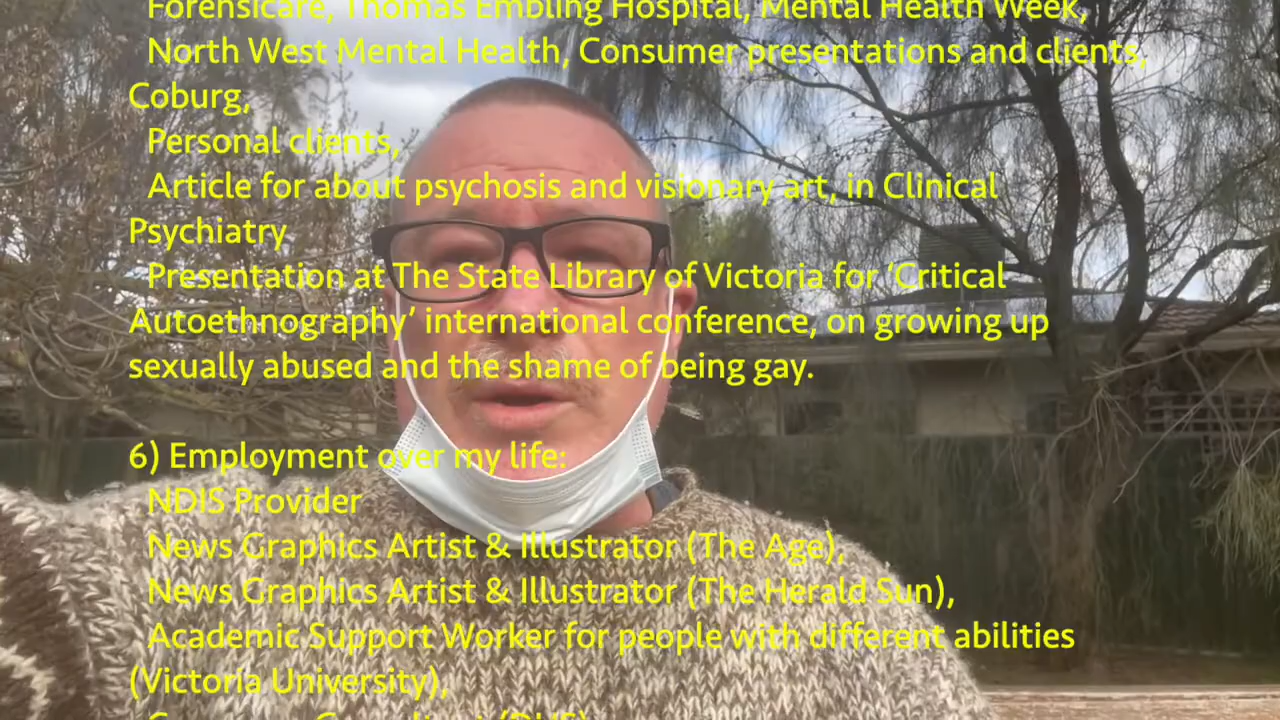 Forensicare, Thomas Embling Hospital, Mental Health Week,
North West Mental Health, Consumer presentations and clients,
Coburg,
Personal clients,
Article for about psychosis and visionary art, in Clinical
Psychiatry
Presentation at The State Library of Victoria for ‘Critical
Autoethnography’ international conference, on growing up
sexually abused and the shame of being gay.
6) Employment over my life:
NDIS Provider
News Graphics Artist & Illustrator (The Age),
News Graphics Artist & Illustrator (The Herald Sun),
Academic Support Worker for people with different abilities
(Victoria University),